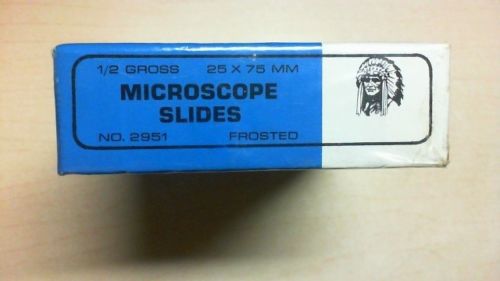 1/2 GROSS 25 X 75 MM
MICROSCOPE
SLIDES
NO. 2951 FROSTED